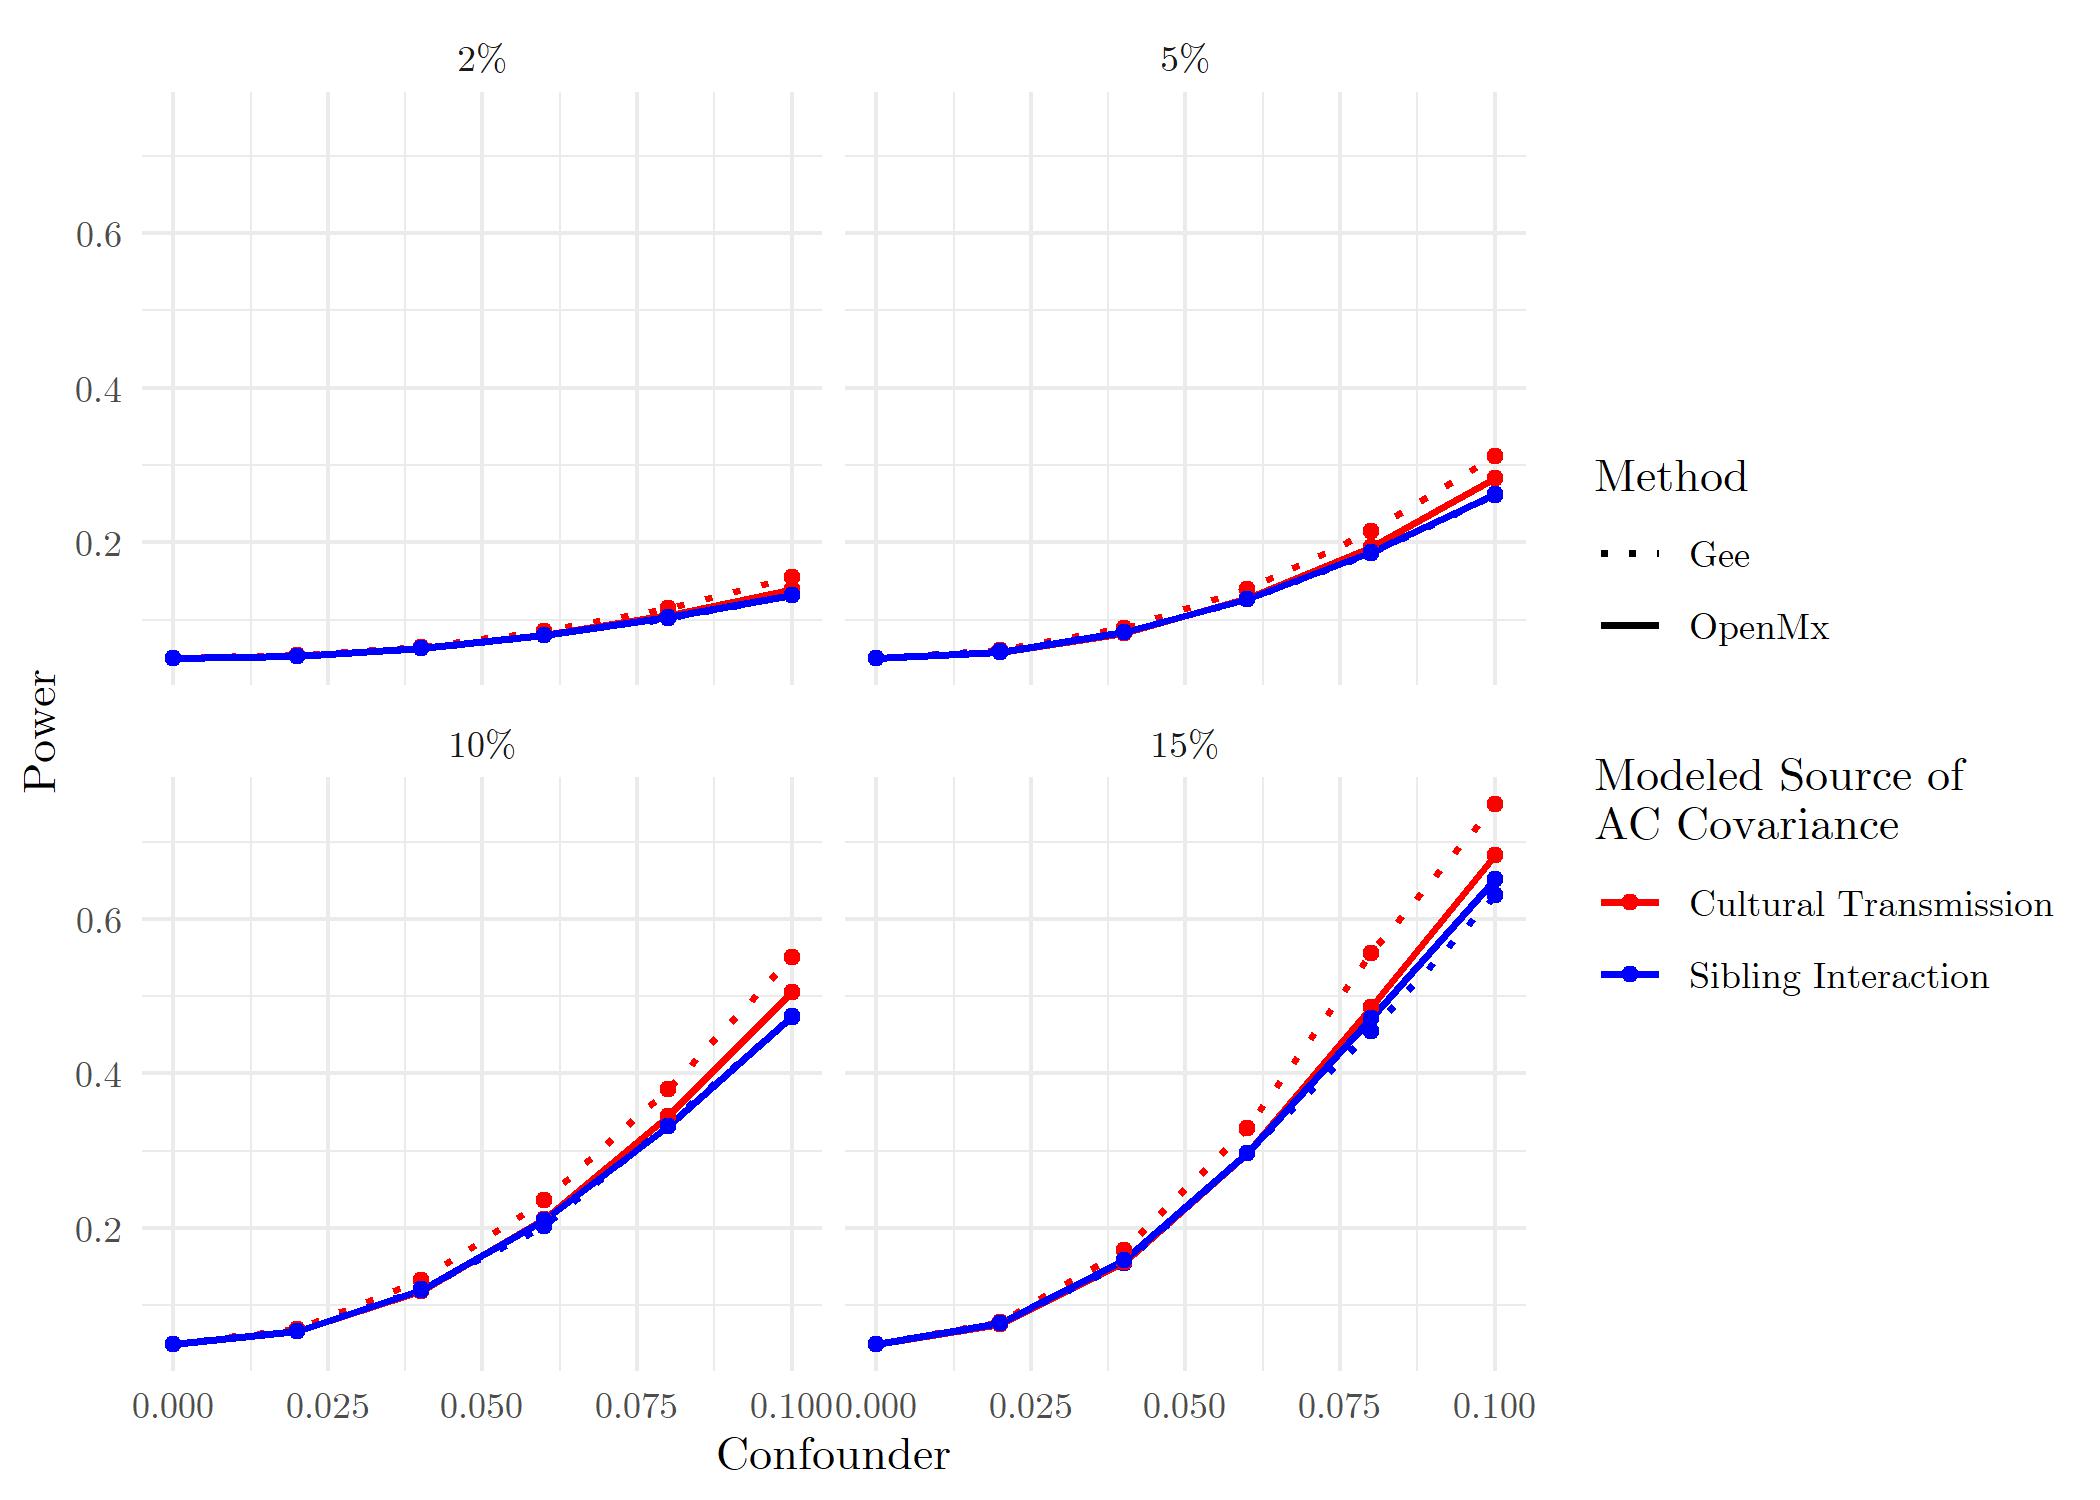 2%
5%
0.6
0.4
0.2
10%
15%
0.6
0.4
0.2
0.000 0.025 0.050 0.075 0.100
0.000 0.025 0.050 0.075 0.100
Confounder
Power
Method
Gee
OpenMx
Modeled Source of
AC Covariance
Cultural Transmission
Sibling Interaction